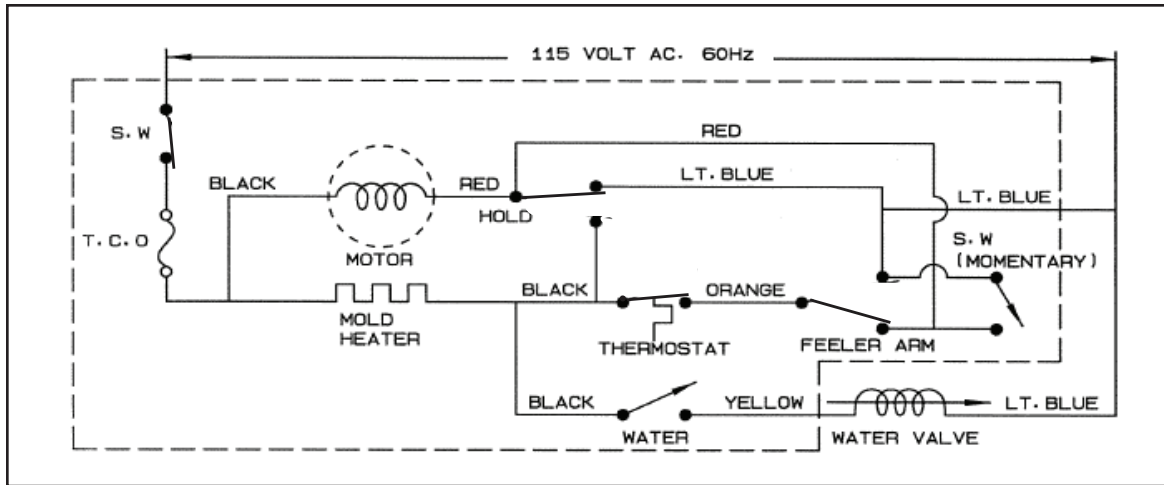 115 VOLT AC. 60Hz
S.W
RED
BLACK
RED
LT.BLUE
LT.BLUE
HOLD
T.C.O
S.W
(MOMENTARY)
MOTOR
BLACK
ORANGE
MOLD
HEATER
THERMOSTAT
FEELER ARM
BLACK
YELLOW
LT.BLUE
WATER
WATER VALVE